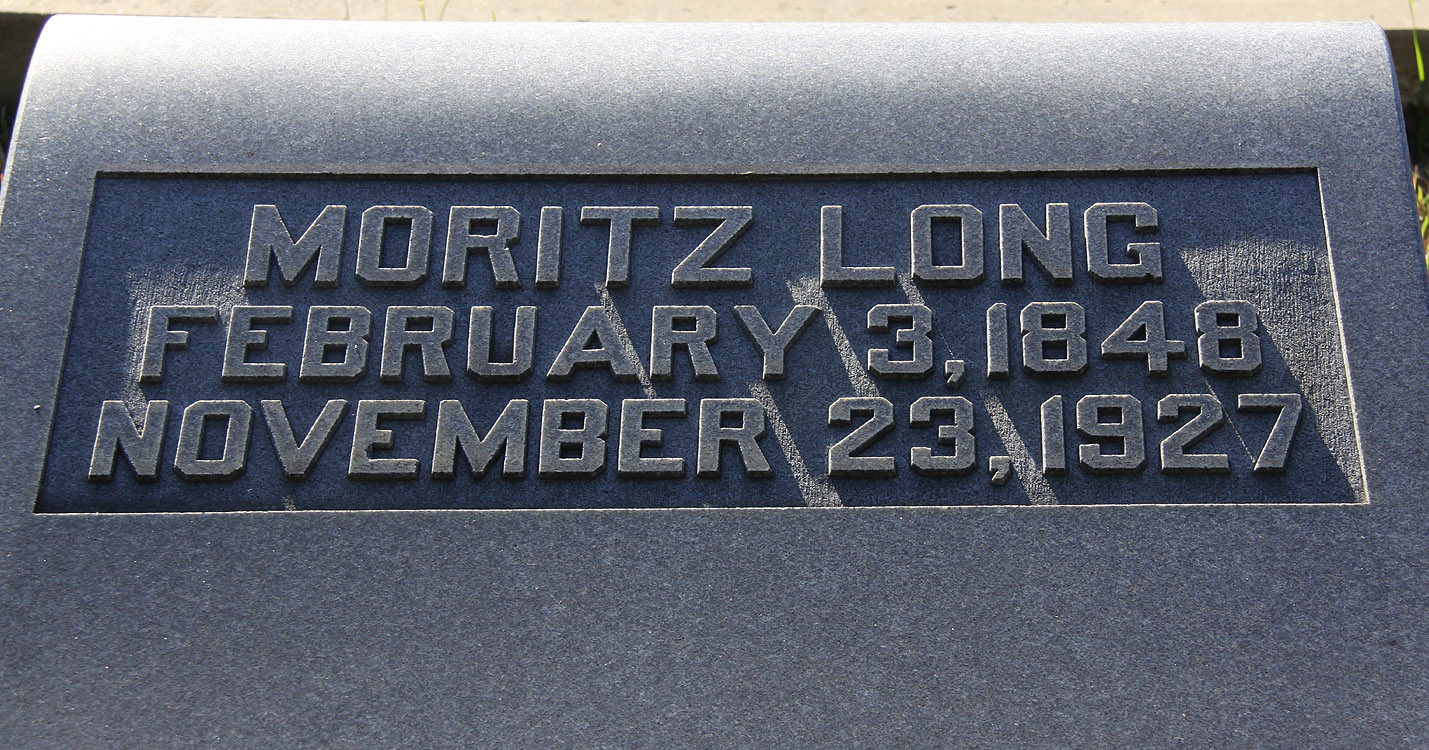 MORITZ LONG
FEBRUARY 3, 1848
NOVEMBER 23, 1927